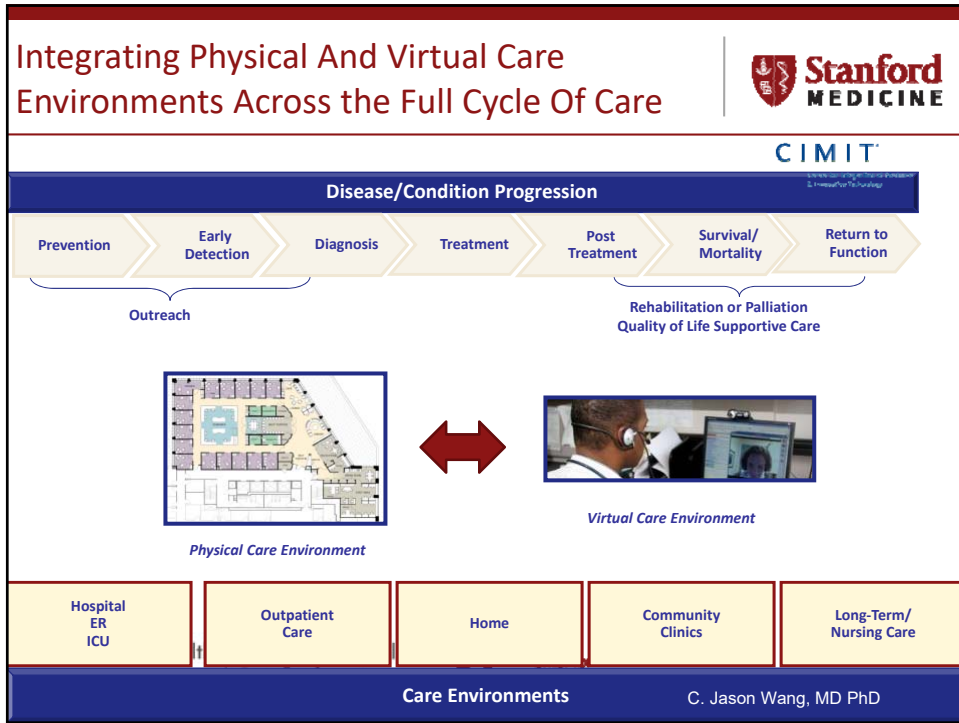 Integrating Physical And Virtual Care
Environments Across the Full Cycle Of Care
Stanford
MEDICINE
CIMIT
Disease/Condition Progression
Prevention
Early
Detection
Diagnosis
Treatment
Post
Treatment
Survival/
Mortality
Return to
Function
Outreach
Rehabilitation or Palliation
Quality of Life Supportive Care
Physical Care Environment
Virtual Care Environment
Hospital
ER
ICU
Outpatient
Care
Home
Community
Clinics
Long-Term/
Nursing Care
Care Environments
C. Jason Wang, MD PhD